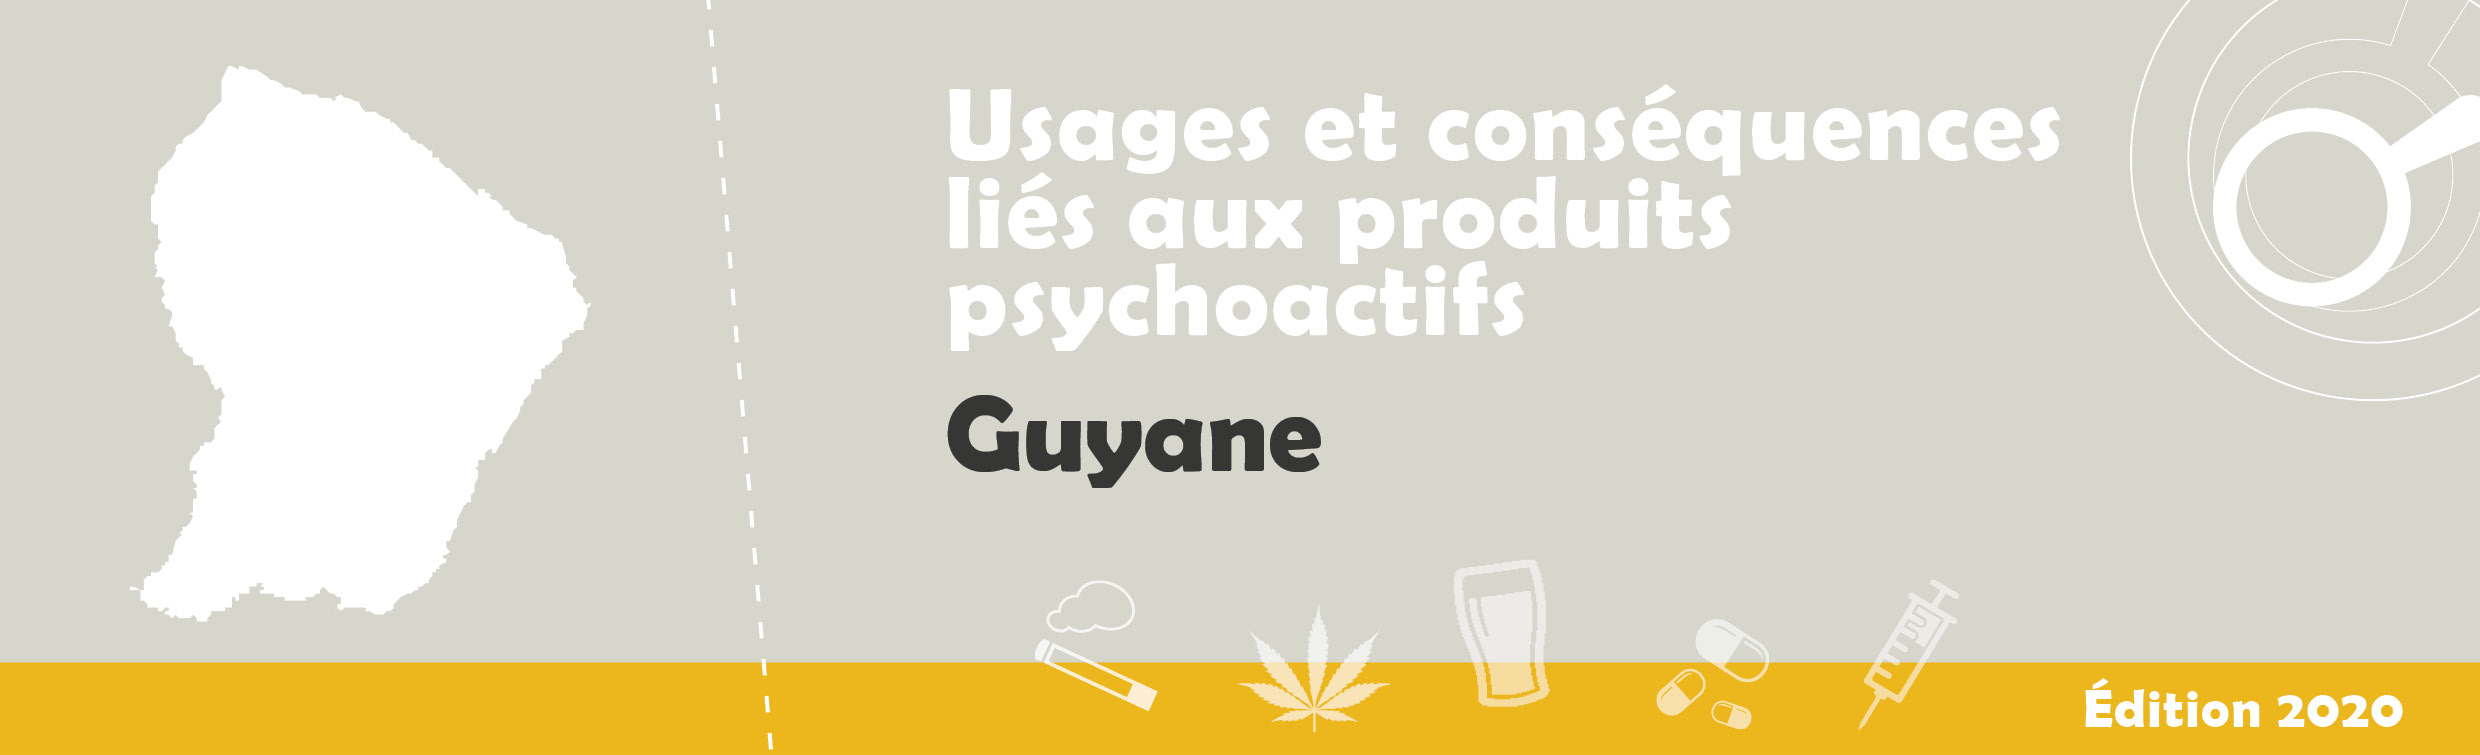 Usages et conséquences
liés aux produits
psychoactifs
Guyane
Édition 2020